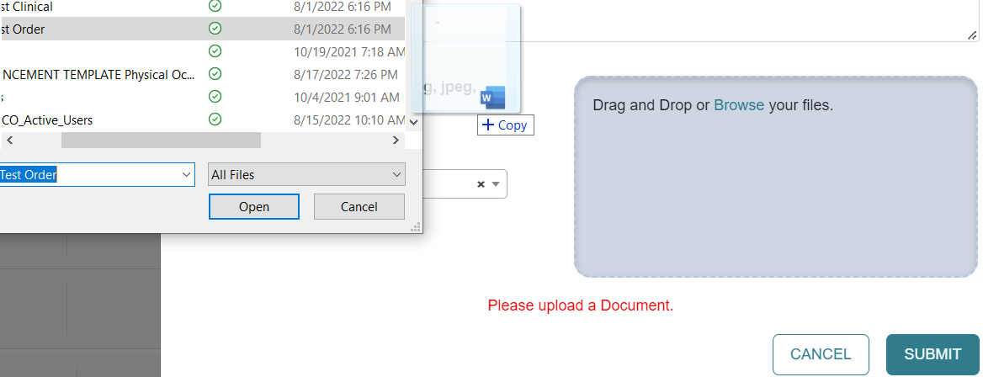 st Clinical 8/1/2022 6:16 PM
st Order 8/1/2022 6:16 PM
10/19/2021 7:18 AM
NCEMENT TEMPLATE Physical Oc... 8/17/2022 7:26 PM
s 10/4/2021 9:01 AM
CO_Active_Users 8/15/2022 10:10 AM
g, jpeg,
W
+ Copy
Drag and Drop or Browse your files.
Test Order
All Files
Open
Cancel
Please upload a Document.
CANCEL
SUBMIT